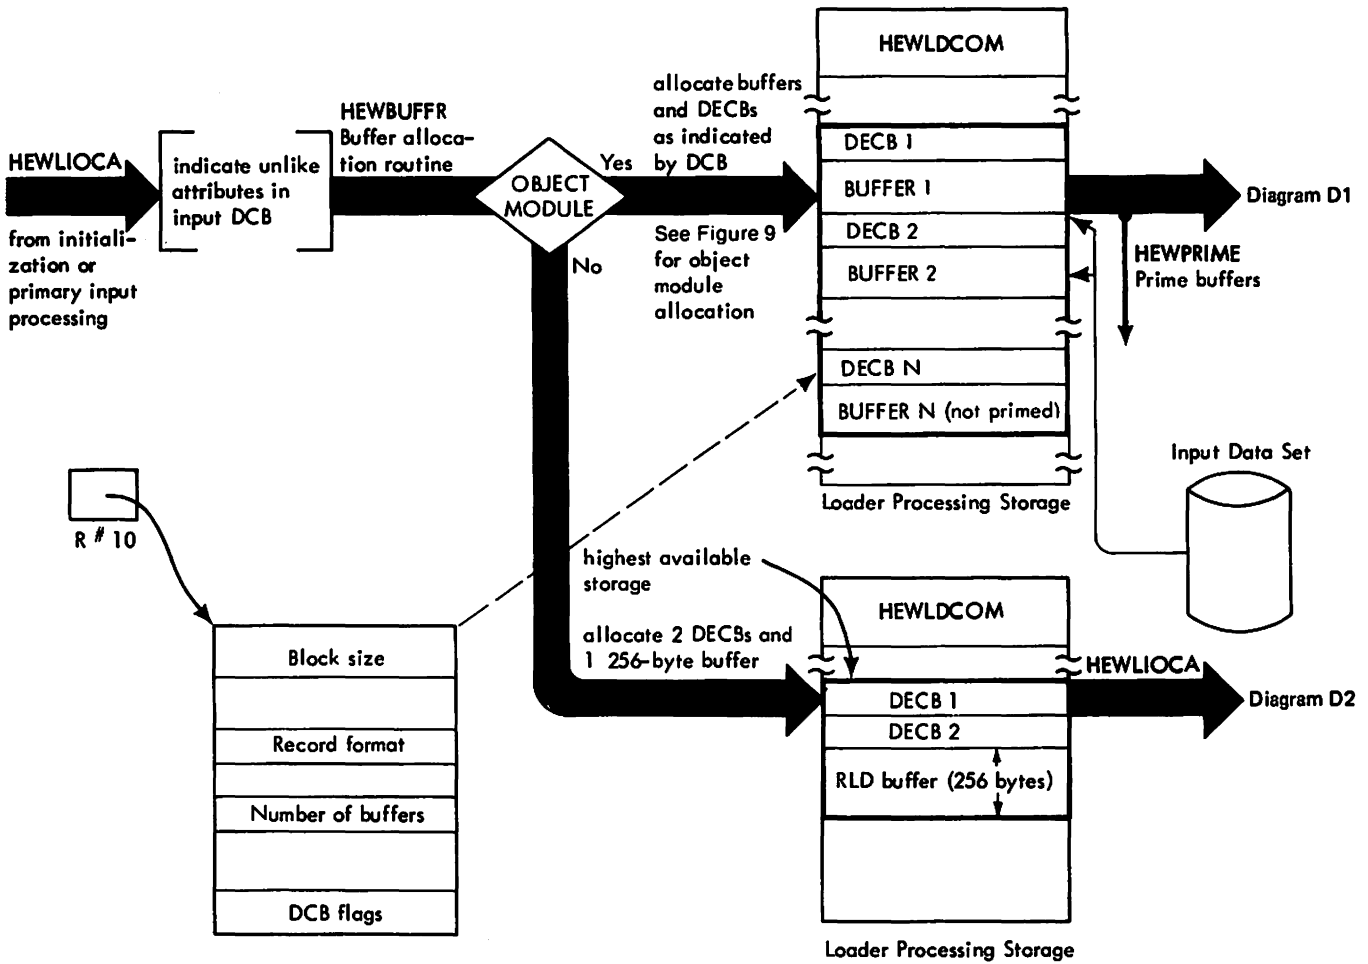 HEWLIOCA
from initiali-
zation or
primary input
processing
indicate unlike
attributes in
input DCB
HEWBUFFR
Buffer alloca-
tion routine
OBJECT
MODULE
Yes
No
allocate buffers
and DECBs
as indicated
by DCB
See Figure 9
for object
module
allocation
HEWLDCOM
DECB 1
BUFFER 1
DECB 2
BUFFER 2
DECB N
BUFFER N (not primed)
Loader Processing Storage
Diagram D1
HEWPRIME
Prime buffers
Input Data Set
R # 10
Block size
Record format
Number of buffers
DCB flags
highest available
storage
allocate 2 DECBs and
1 256-byte buffer
HEWLDCOM
DECB 1
DECB 2
RLD buffer (256 bytes)
Loader Processing Storage
HEWLIOCA
Diagram D2